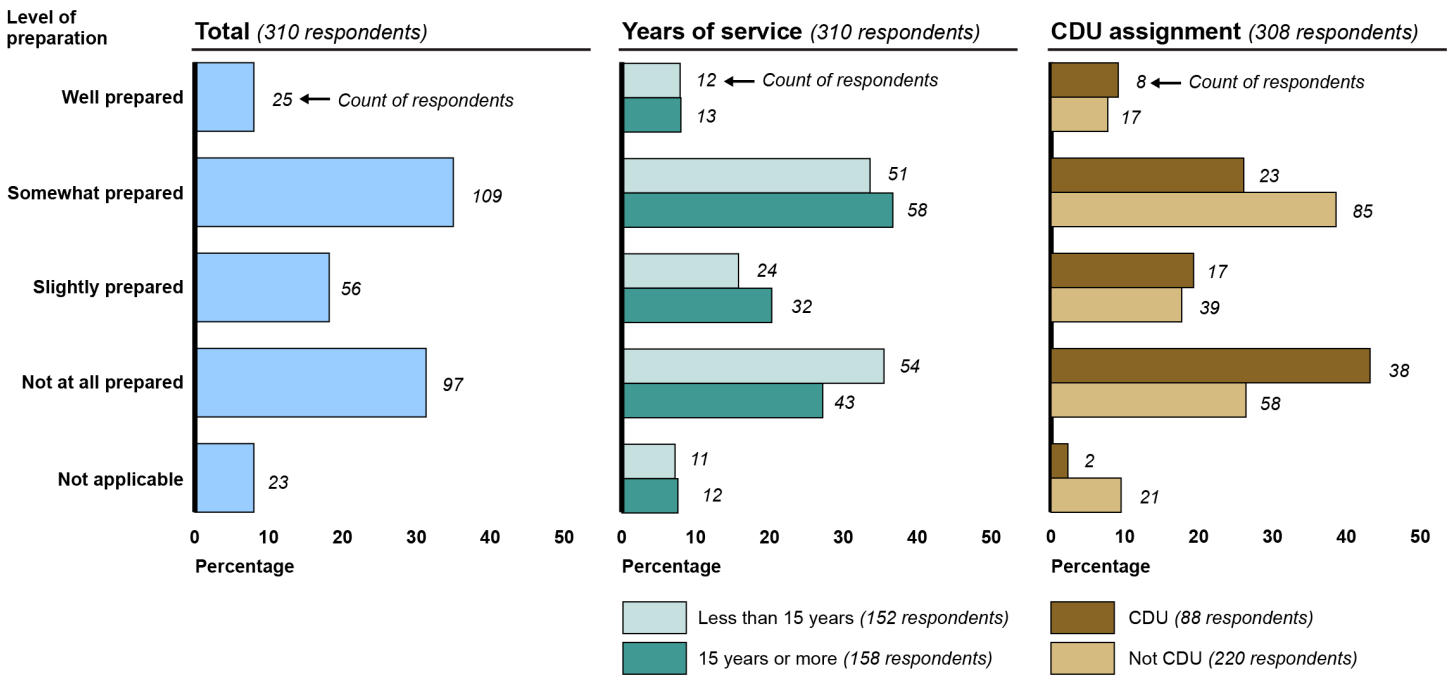 Level of
preparation
Total (310 respondents)
Years of service (310 respondents)
CDU assignment (308 respondents)
Well prepared
25 Count of respondents
12 Count of respondents
13
8 Count of respondents
17
Somewhat prepared
109
51
58
23
85
Slightly prepared
56
24
32
17
39
Not at all prepared
97
54
43
38
58
Not applicable
23
11
12
2
21
0 10 20 30 40 50
0 10 20 30 40 50
0 10 20 30 40 50
Percentage
Percentage
Percentage
Less than 15 years (152 respondents)
15 years or more (158 respondents)
CDU (88 respondents)
Not CDU (220 respondents)